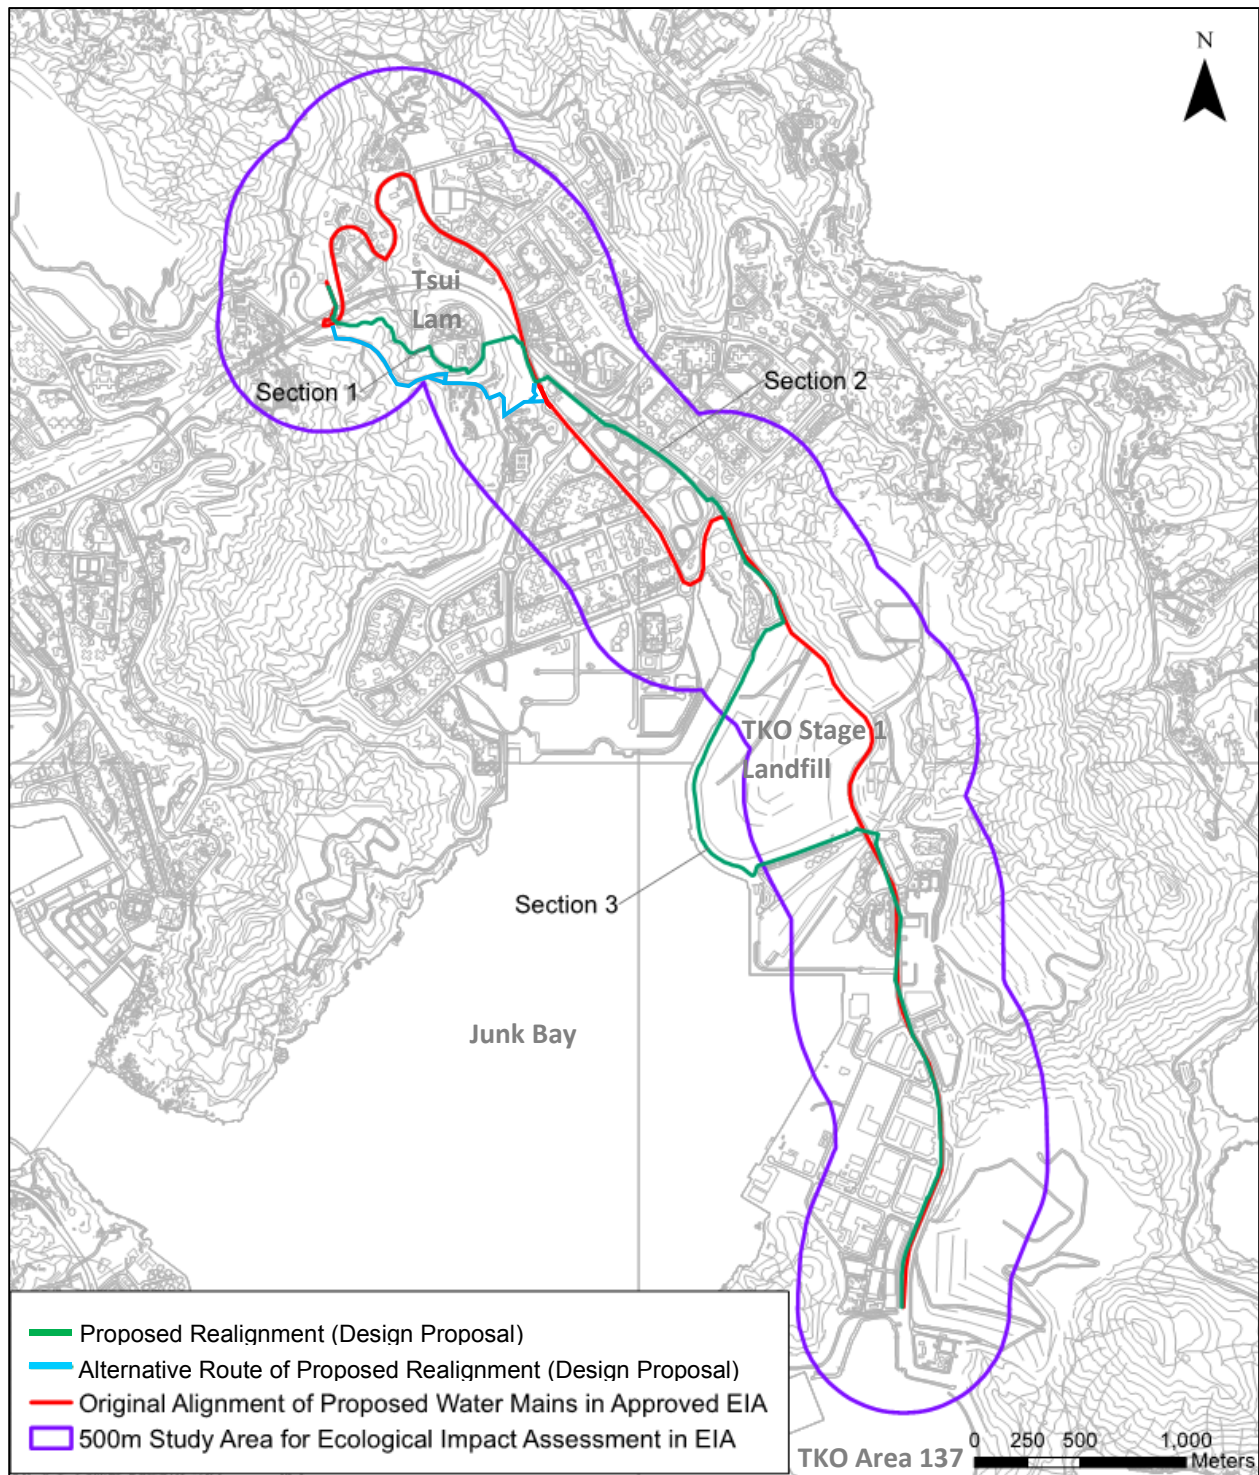 N
Tsui
Lam
Section 1
Section 2
TKO Stage 1
Landfill
Section 3
Junk Bay
Proposed Realignment (Design Proposal)
Alternative Route of Proposed Realignment (Design Proposal)
Original Alignment of Proposed Water Mains in Approved EIA
500m Study Area for Ecological Impact Assessment in EIA
TKO Area 137
0 250 500 1,000
Meters